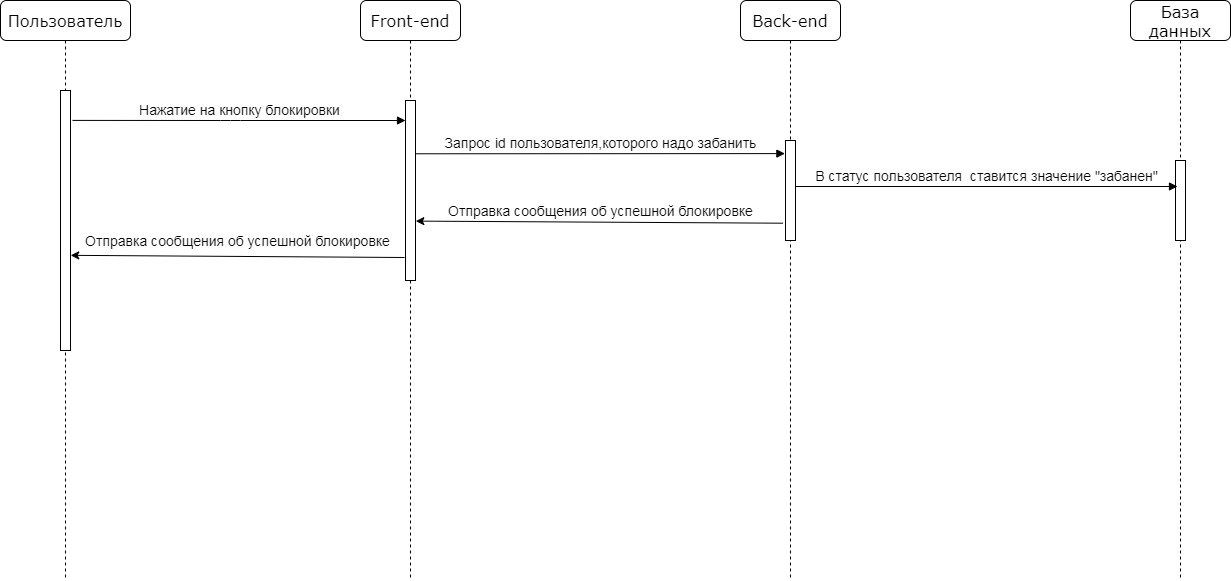 Пользователь
Front-end
Back-end
База
данных
Нажатие на кнопку блокировки
Запрос id пользователя,которого надо забанить
В статус пользователя  ставится значение "забанен"
Отправка сообщения об успешной блокировке
Отправка сообщения об успешной блокировке